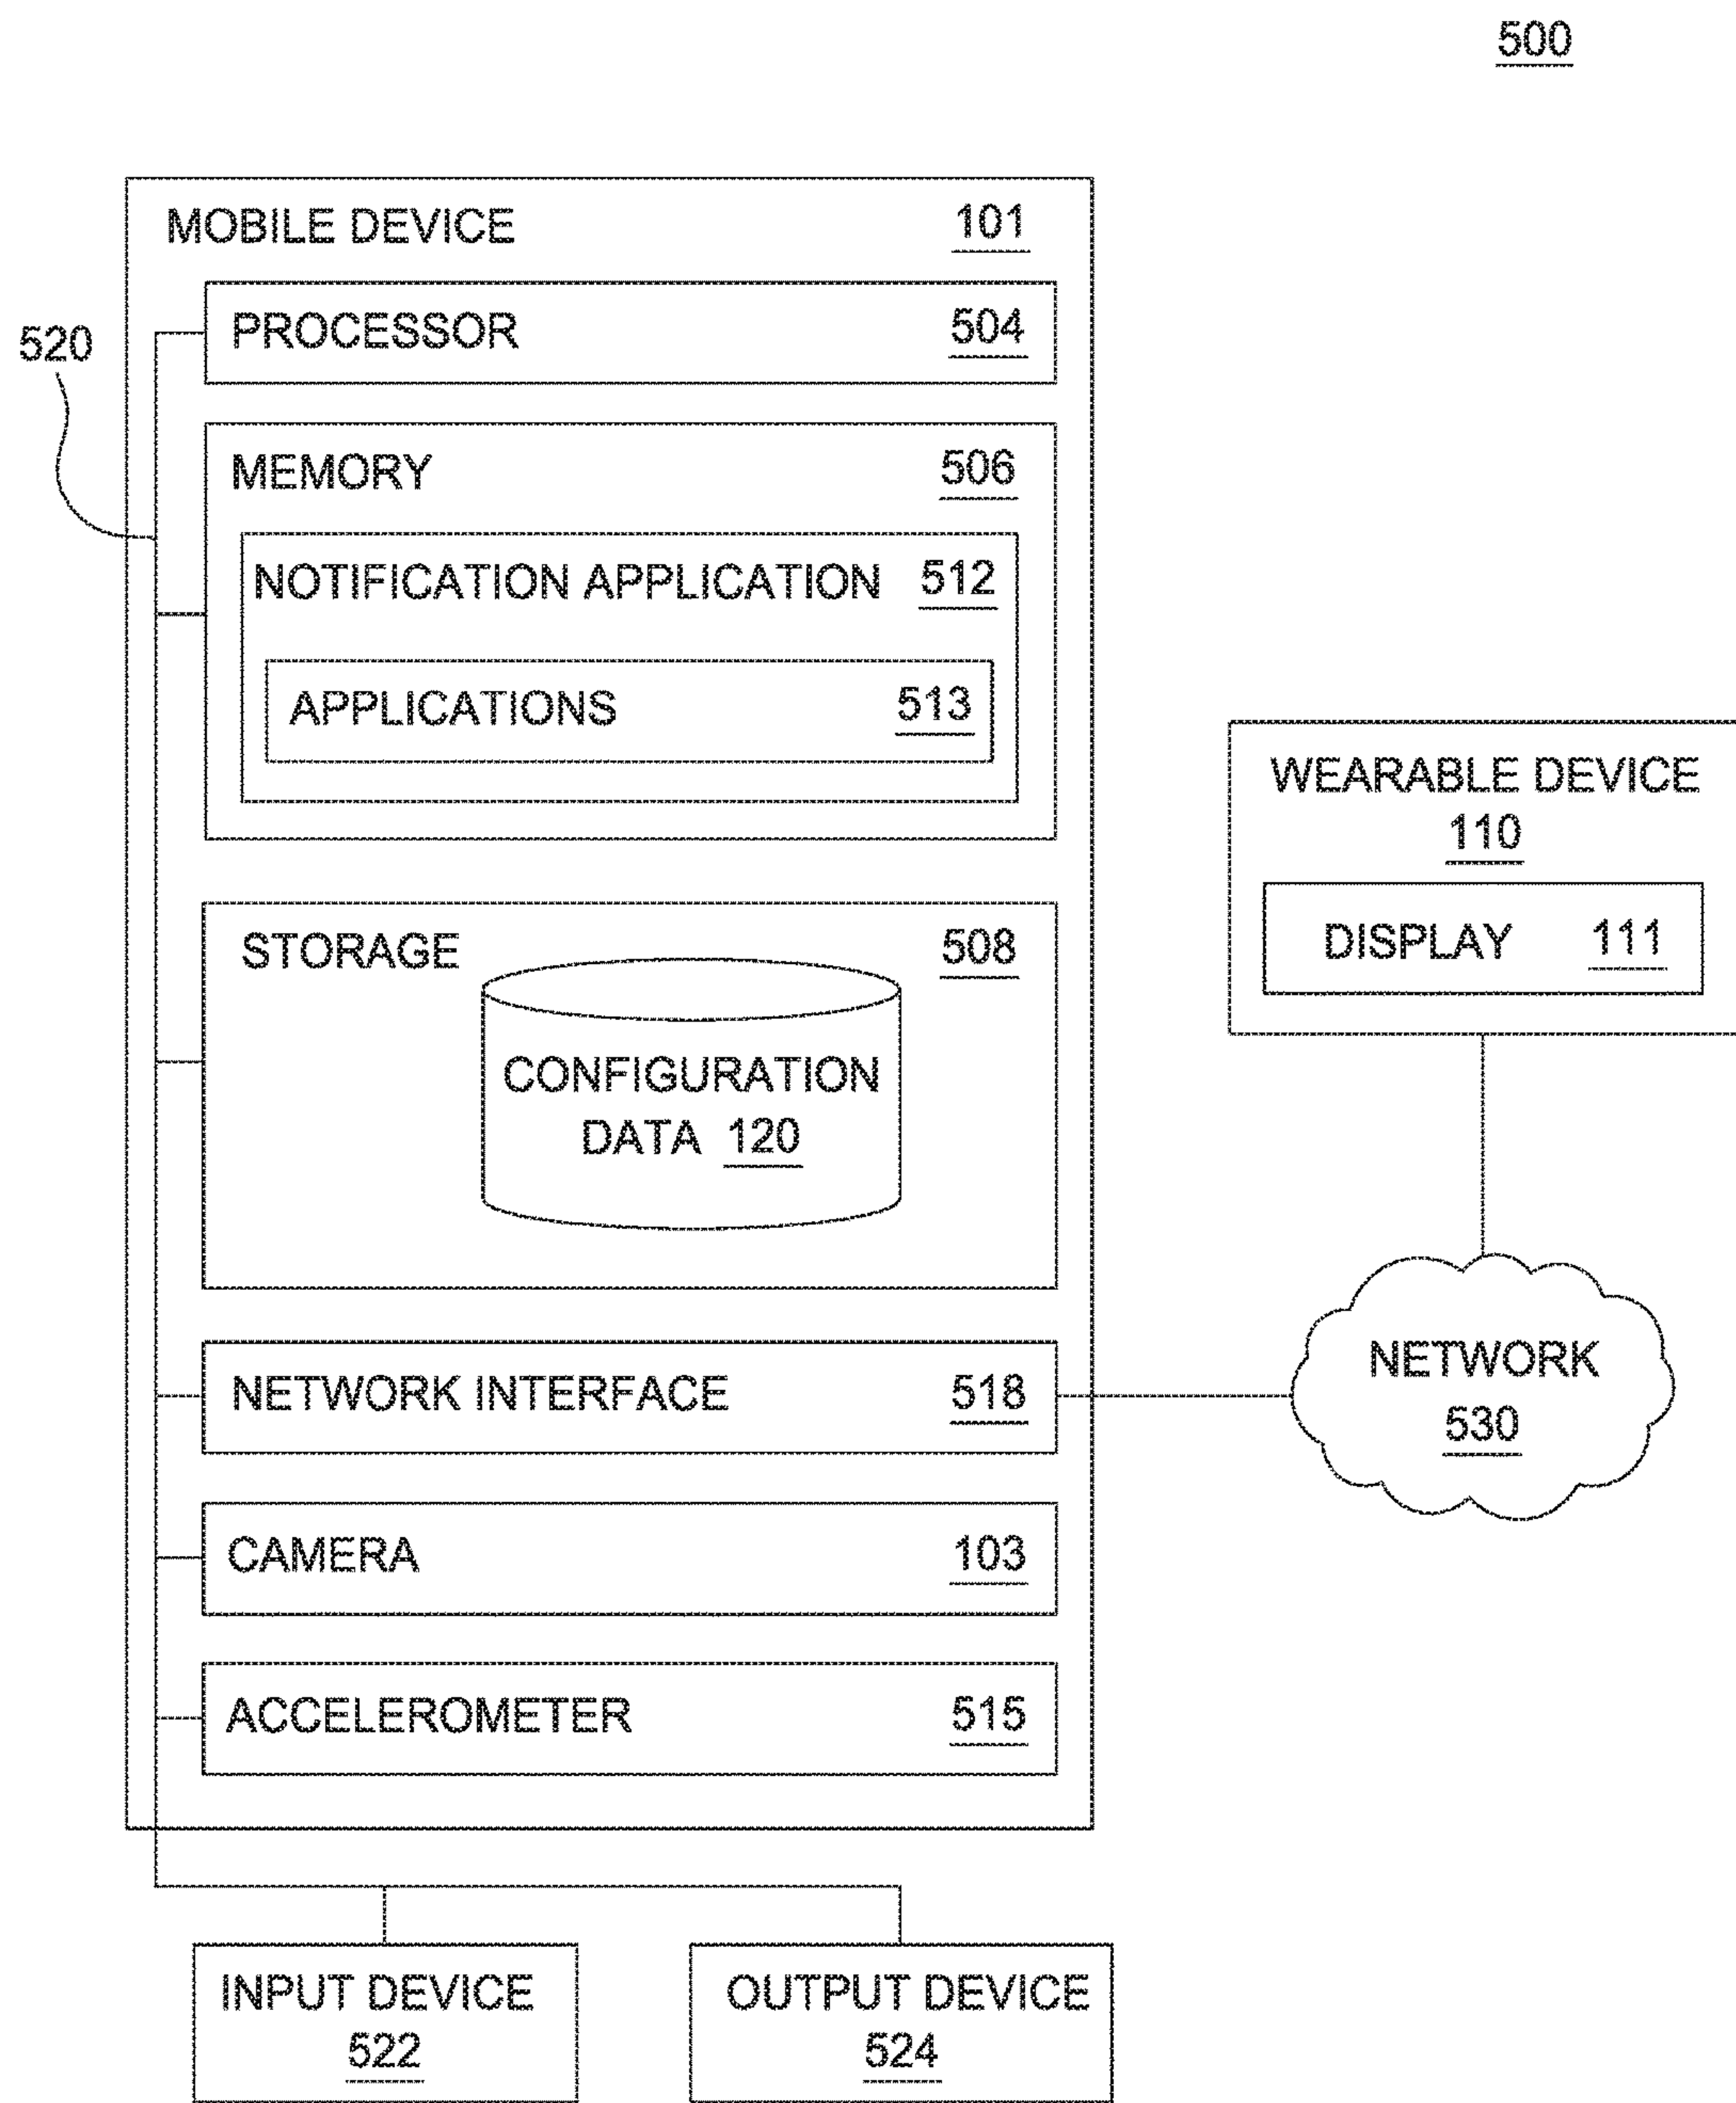 500
MOBILE DEVICE 101
PROCESSOR 504
520
MEMORY 506
NOTIFICATION APPLICATION 512
APPLICATIONS 513
STORAGE 508
CONFIGURATION
DATA 120
NETWORK INTERFACE 518
CAMERA 103
ACCELEROMETER 515
WEARABLE DEVICE
110
DISPLAY 111
NETWORK
530
INPUT DEVICE
522
OUTPUT DEVICE
524